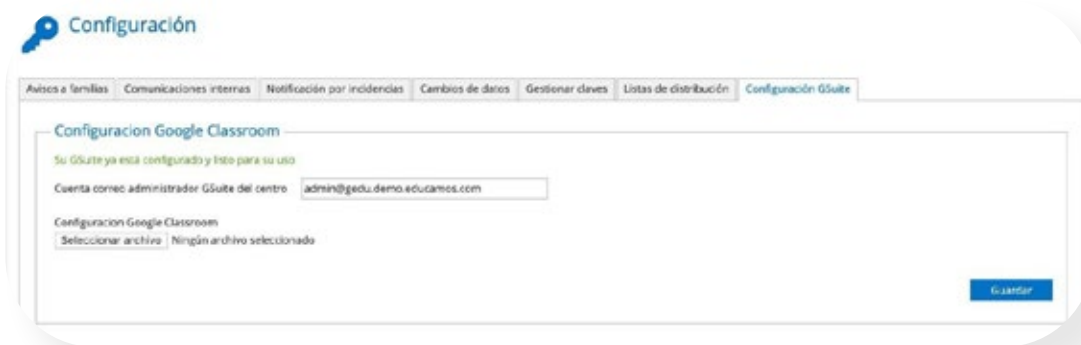 Configuración
Avisos a familias Comunicaciones internas Notificación por incidencias Cambios de datos Gestionar claves Listas de distribución Configuración GSuite
Configuracion Google Classroom
Su GSuite ya está configurado y listo para su uso
Cuenta correo administrador GSuite del centro admin@gedu.demo.educamos.com
Configuracion Google Classroom
Seleccionar archivo Ningún archivo seleccionado
Guardar